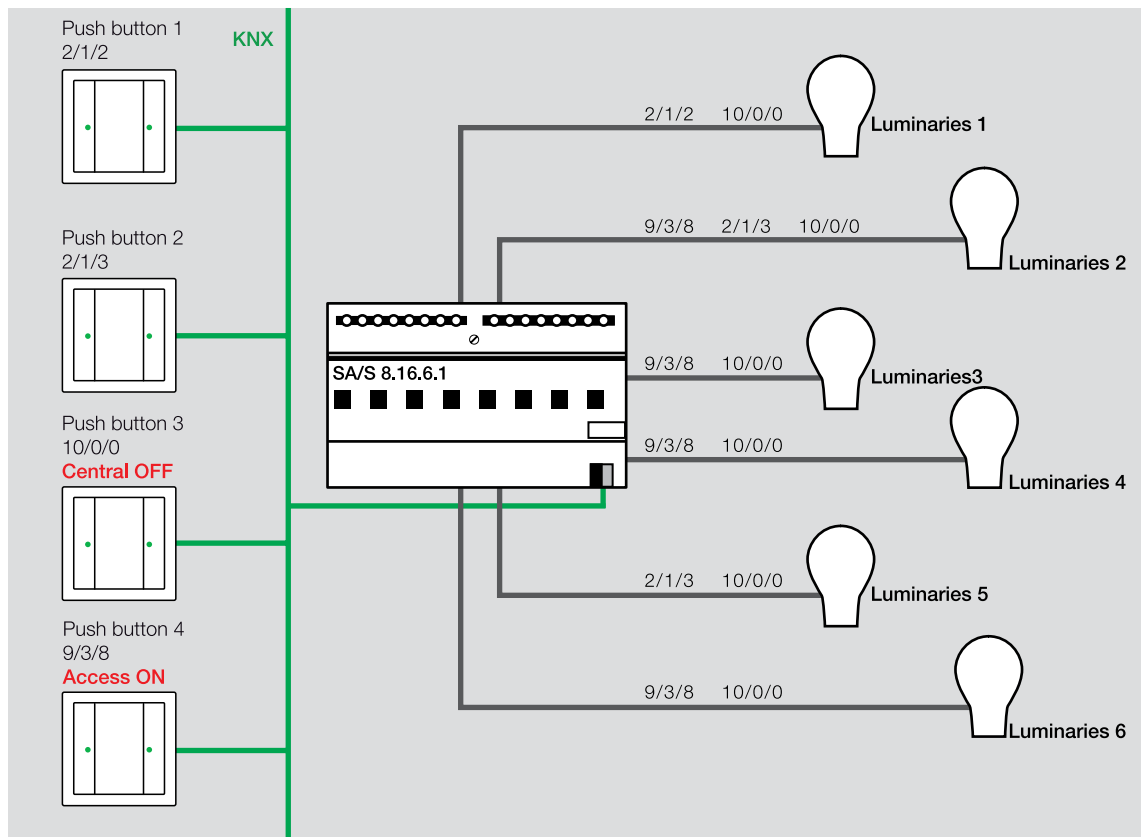 Push button 1
2/1/2
KNX
Push button 2
2/1/3
Push button 3
10/0/0
Central OFF
Push button 4
9/3/8
Access ON
SA/S 8.16.6.1
2/1/2 10/0/0
Luminaries 1
9/3/8 2/1/3 10/0/0
Luminaries 2
9/3/8 10/0/0
Luminaries3
9/3/8 10/0/0
Luminaries 4
2/1/3 10/0/0
Luminaries 5
9/3/8 10/0/0
Luminaries 6